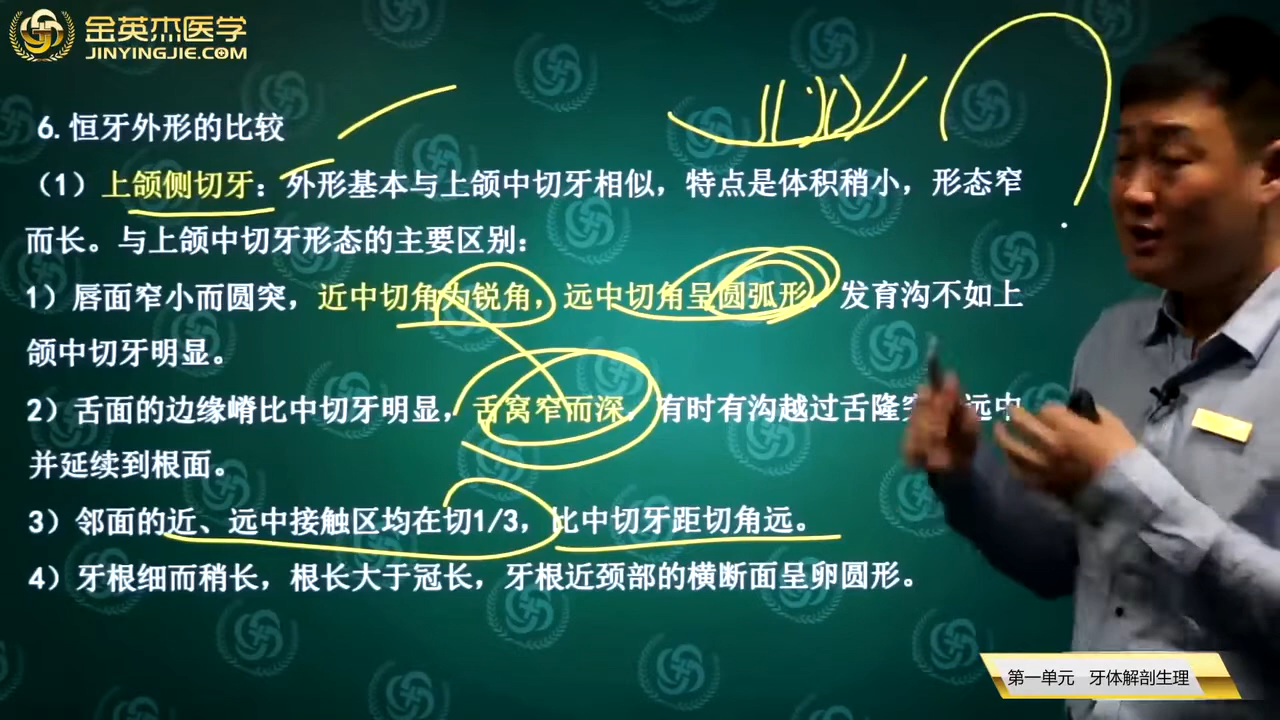 金英杰医学
JINYINGJIE.COM
6.恒牙外形的比较
（1）上颌侧切牙：外形基本与上颌中切牙相似，特点是体积稍小，形态窄
而长。与上颌中切牙形态的主要区别：
1）唇面窄小而圆突，近中切角为锐角，远中切角呈圆弧形，发育沟不如上
颌中切牙明显。
2）舌面的边缘嵴比中切牙明显，舌窝窄而深，有时有沟越过舌隆突 远中
并延续到根面。
3）邻面的近、远中接触区均在切1/3，比中切牙距切角远。
4）牙根细而稍长，根长大于冠长，牙根近颈部的横断面呈卵圆形。
第一单元 牙体解剖生理